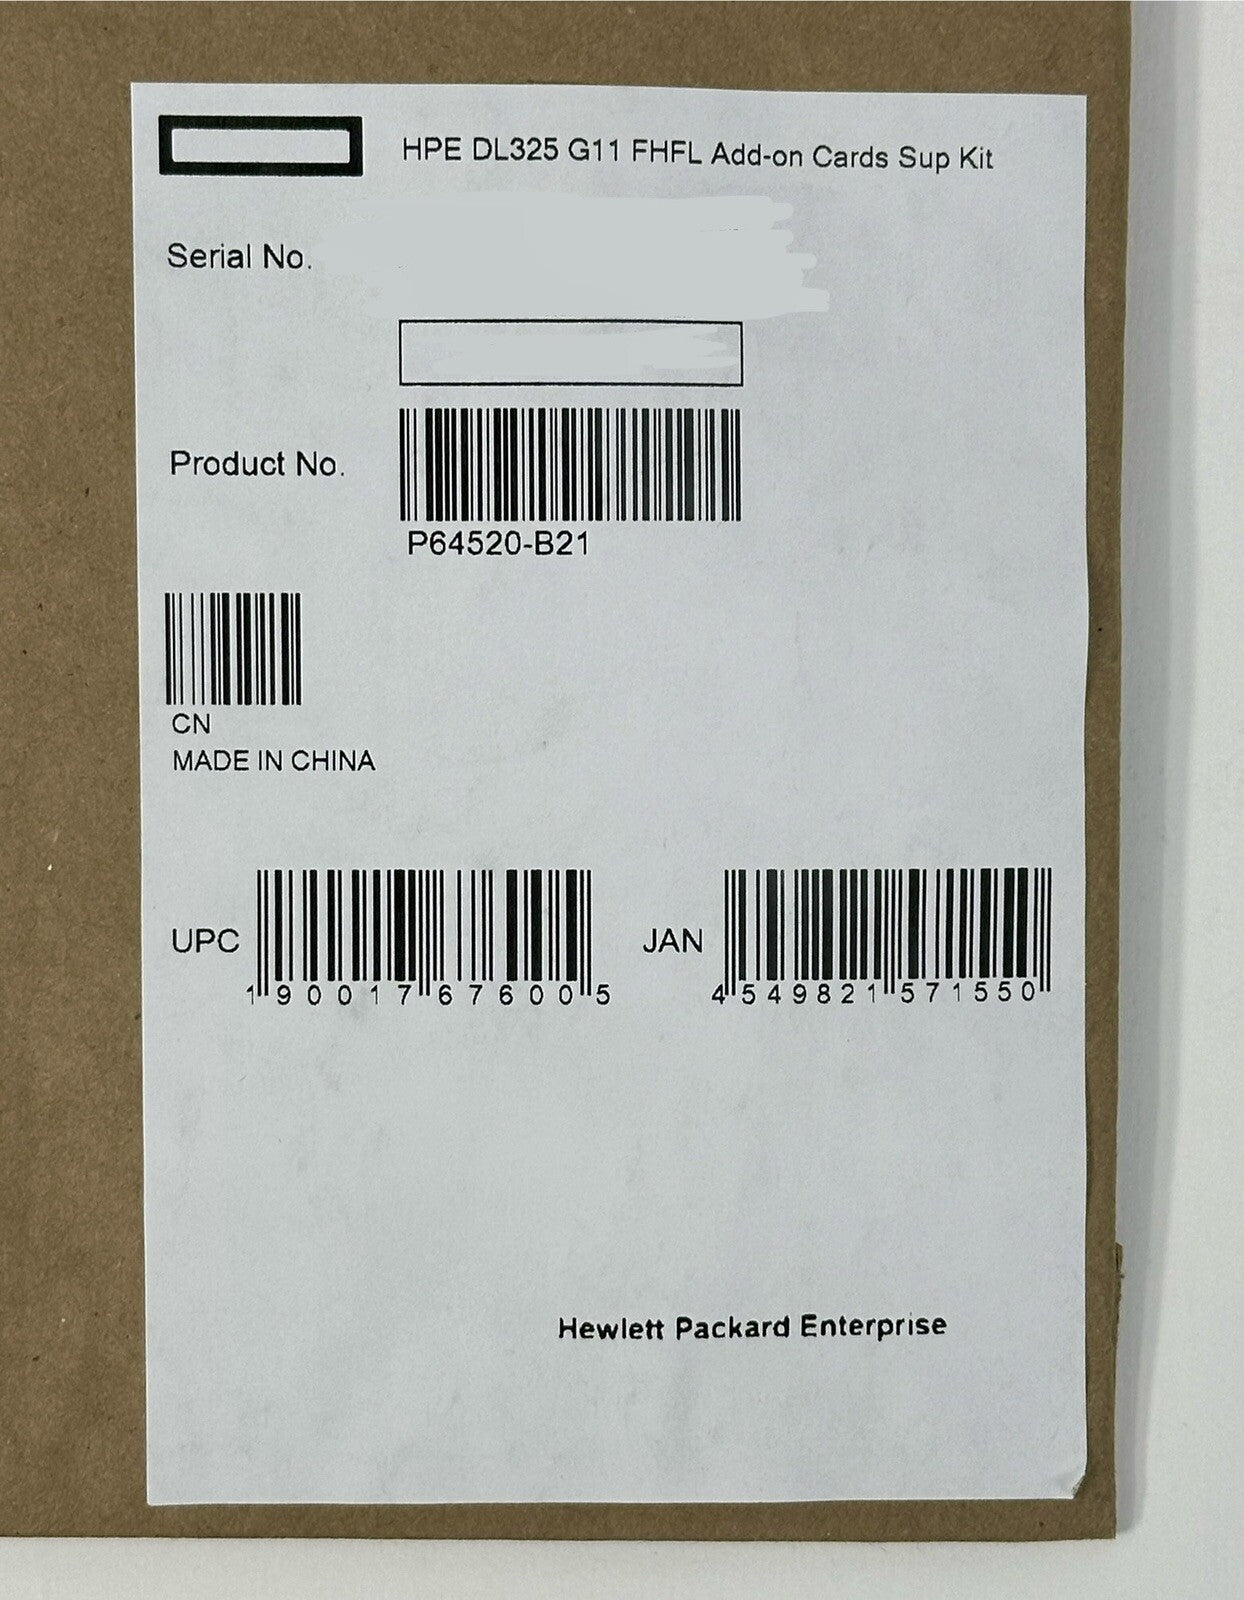 HPE DL325 G11 FHFL Add-on Cards Sup Kit
Serial No.
Product No.
P64520-B21
CN
MADE IN CHINA
UPC
1 90017 67600 5
JAN
4 549821 571550
Hewlett Packard Enterprise